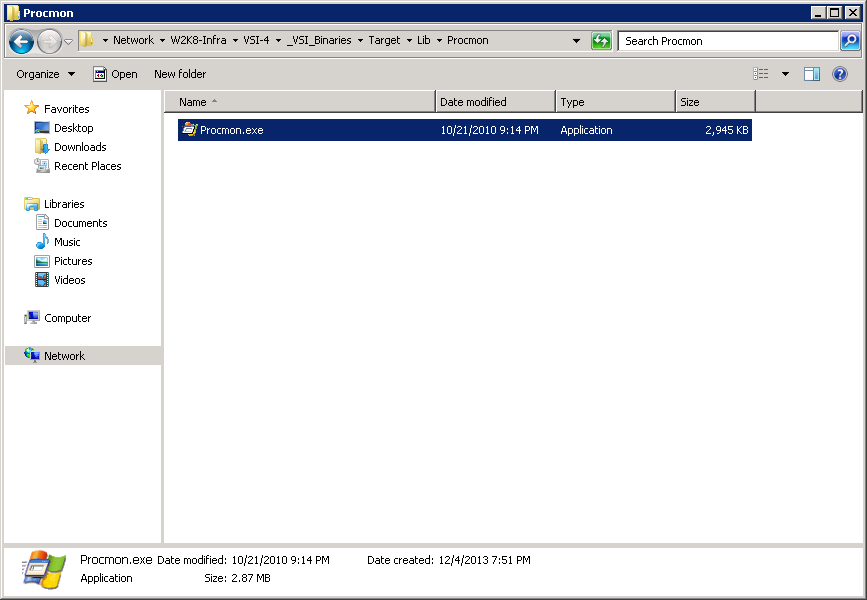 Procmon
Network W2K8-Infra VSI-4 _VSI_Binaries Target Lib Procmon Search Procmon
Organize Open New folder
Name Date modified Type Size
Procmon.exe 10/21/2010 9:14 PM Application 2,945 KB
Favorites
Desktop
Downloads
Recent Places
Libraries
Documents
Music
Pictures
Videos
Computer
Network
Procmon.exe Date modified: 10/21/2010 9:14 PM Date created: 12/4/2013 7:51 PM
Application Size: 2.87 MB